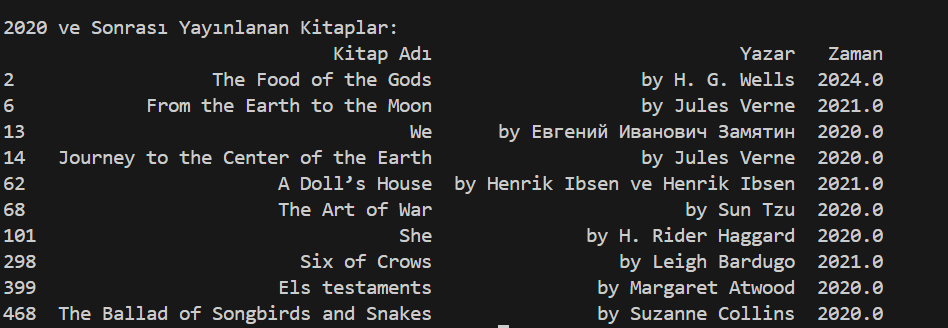 2020 ve Sonrası Yayınlanan Kitaplar:
Kitap Adı Yazar Zaman
2 The Food of the Gods by H. G. Wells 2024.0
6 From the Earth to the Moon by Jules Verne 2021.0
13 We by Евгений Иванович Замятин 2020.0
14 Journey to the Center of the Earth by Jules Verne 2020.0
62 A Doll’s House by Henrik Ibsen ve Henrik Ibsen 2021.0
68 The Art of War by Sun Tzu 2020.0
101 She by H. Rider Haggard 2020.0
298 Six of Crows by Leigh Bardugo 2021.0
399 Els testaments by Margaret Atwood 2020.0
468 The Ballad of Songbirds and Snakes by Suzanne Collins 2020.0